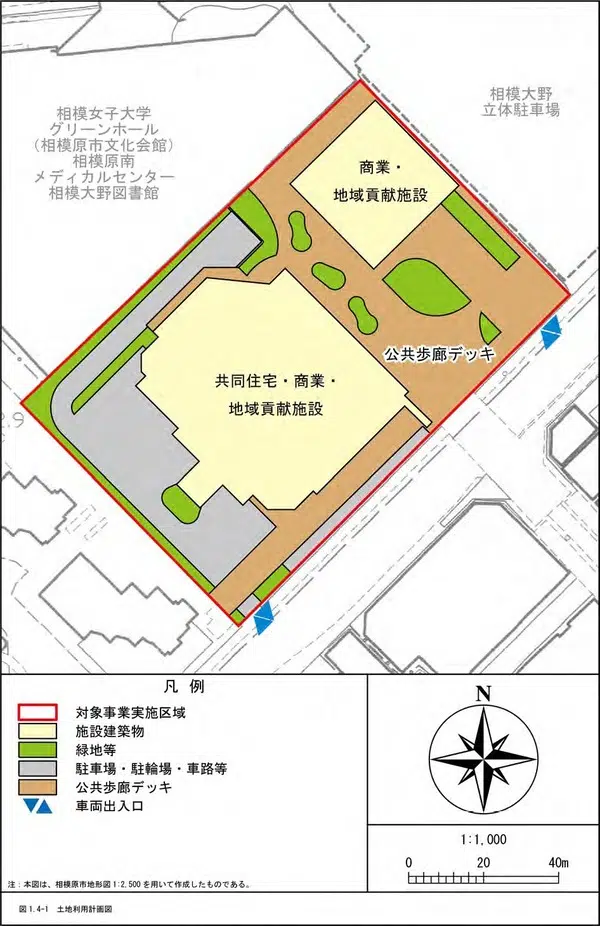 相模女子大学
グリーンホール
（相模原市文化会館）
相模原南
メディカルセンター
相模大野図書館
相模大野
立体駐車場
商業・
地域貢献施設
公共歩廊デッキ
共同住宅・商業・
地域貢献施設
29
凡 例
対象事業実施区域
施設建築物
緑地等
駐車場・駐輪場・車路等
公共歩廊デッキ
車両出入口
N
1:1,000
0 20 40m
注：本図は、相模原市地形図1:2,500を用いて作成したものである。
図1.4-1 土地利用計画図